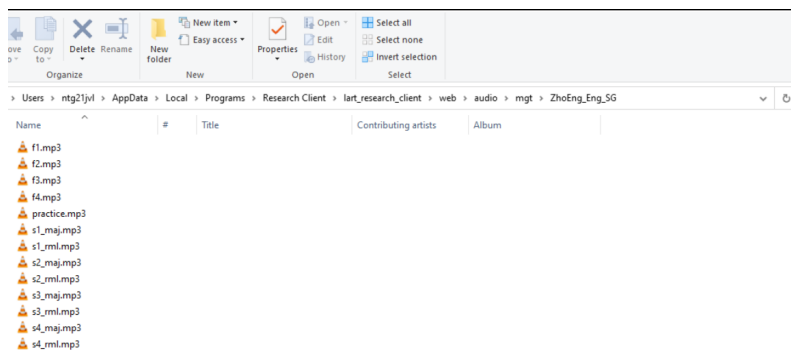 New item
Open
Select all
Easy access
Edit
Select none
ove
Copy
to
Delete
Rename
New
folder
Properties
History
Invert selection
Organize
New
Open
Select
Users > ntg21jvl > AppData > Local > Programs > Research Client > lart_research_client > web > audio > mgt > ZhoEng_Eng_SG
Name # Title Contributing artists Album
f1.mp3
f2.mp3
f3.mp3
f4.mp3
practice.mp3
s1_maj.mp3
s1_rml.mp3
s2_maj.mp3
s2_rml.mp3
s3_maj.mp3
s3_rml.mp3
s4_maj.mp3
s4_rml.mp3